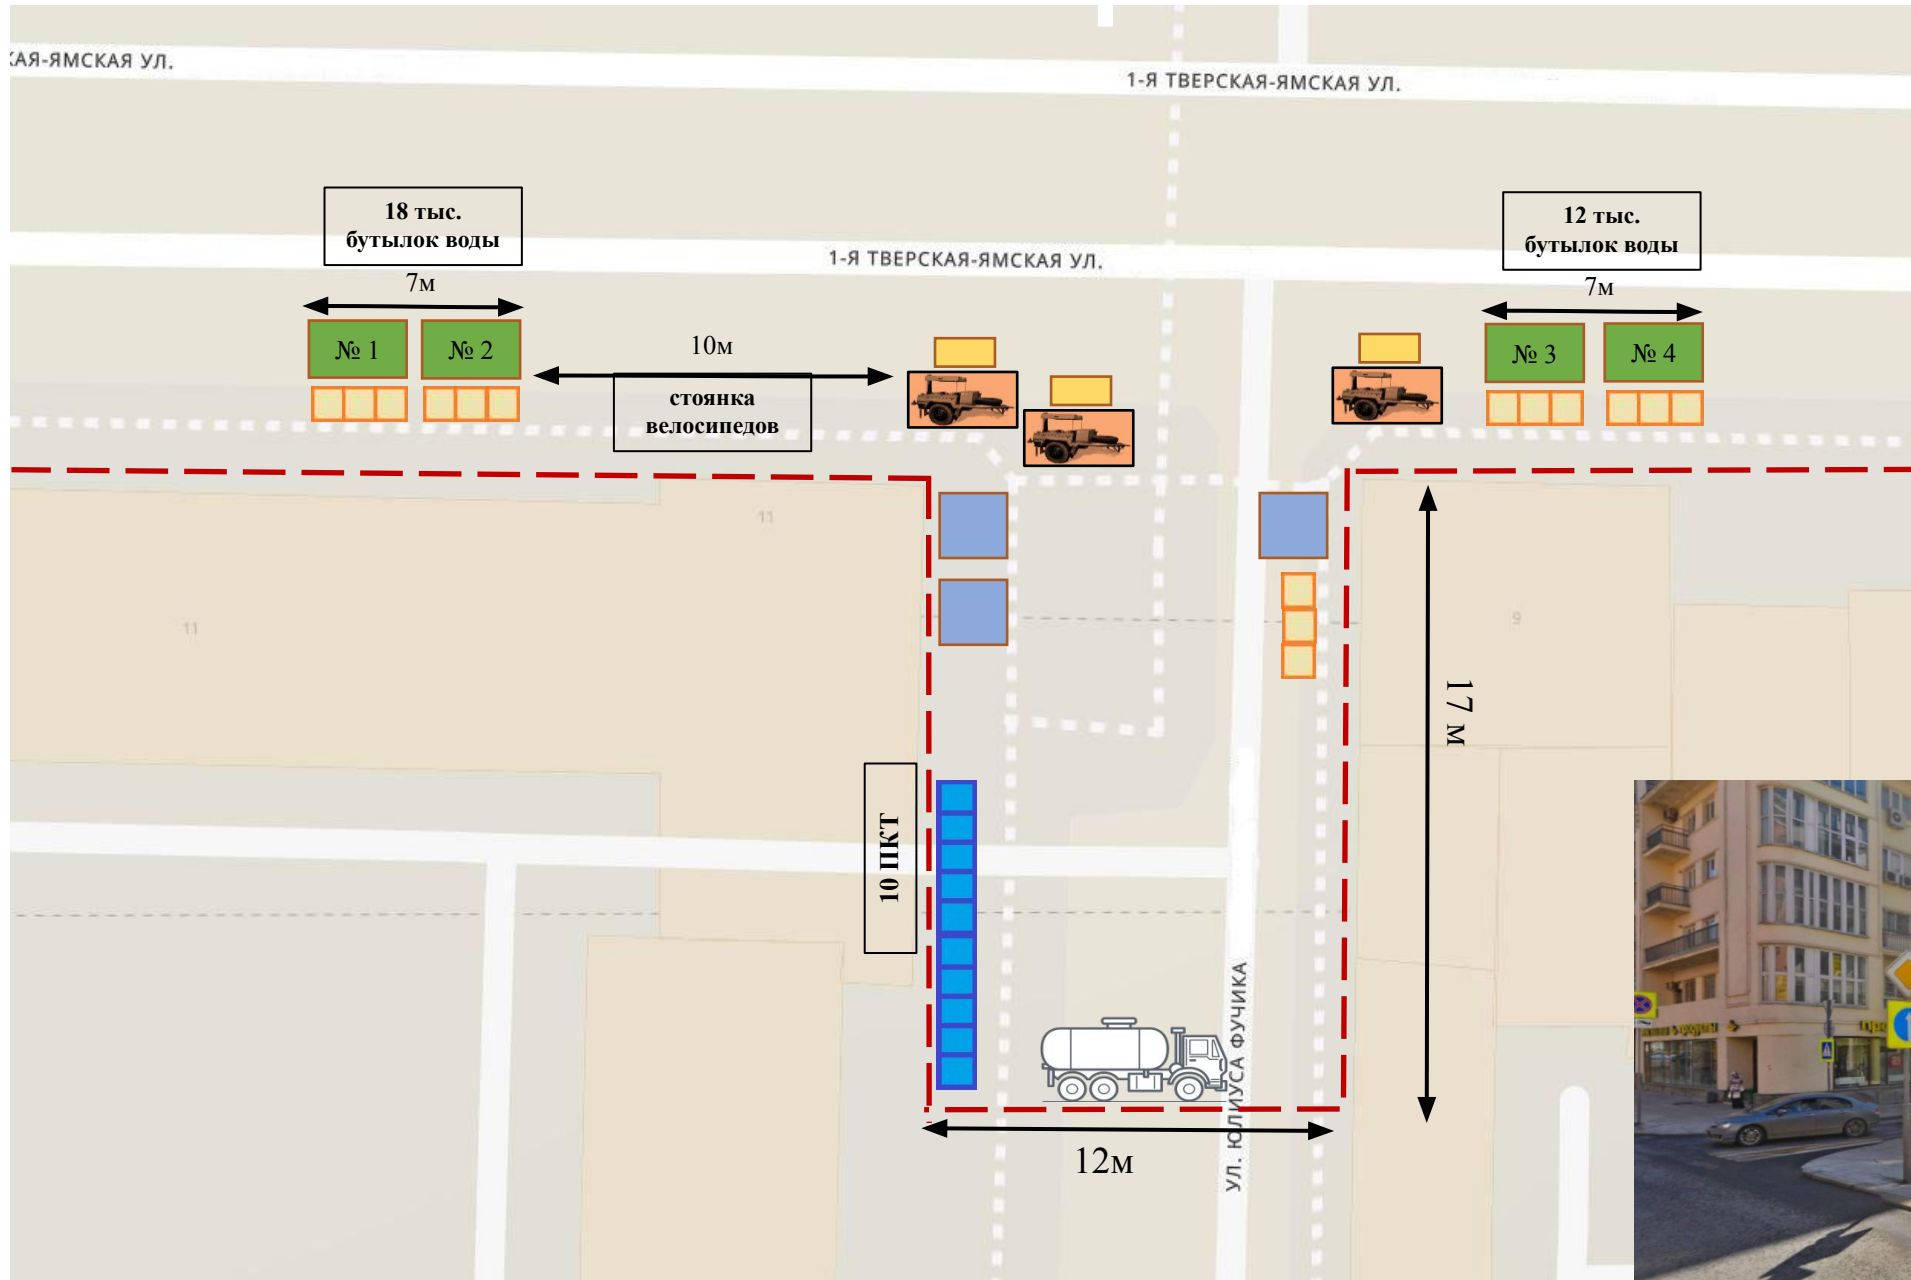 КАЯ-ЯМСКАЯ УЛ.
1-Я ТВЕРСКАЯ-ЯМСКАЯ УЛ.
18 тыс.
бутылок воды
12 тыс.
бутылок воды
1-Я ТВЕРСКАЯ-ЯМСКАЯ УЛ.
7м
7м
№ 1
№ 2
10м
№ 3
№ 4
стоянка
велосипедов
11
11
9
17 м
10 ПКТ
УЛ. ЮЛИУСА ФУЧИКА
12м